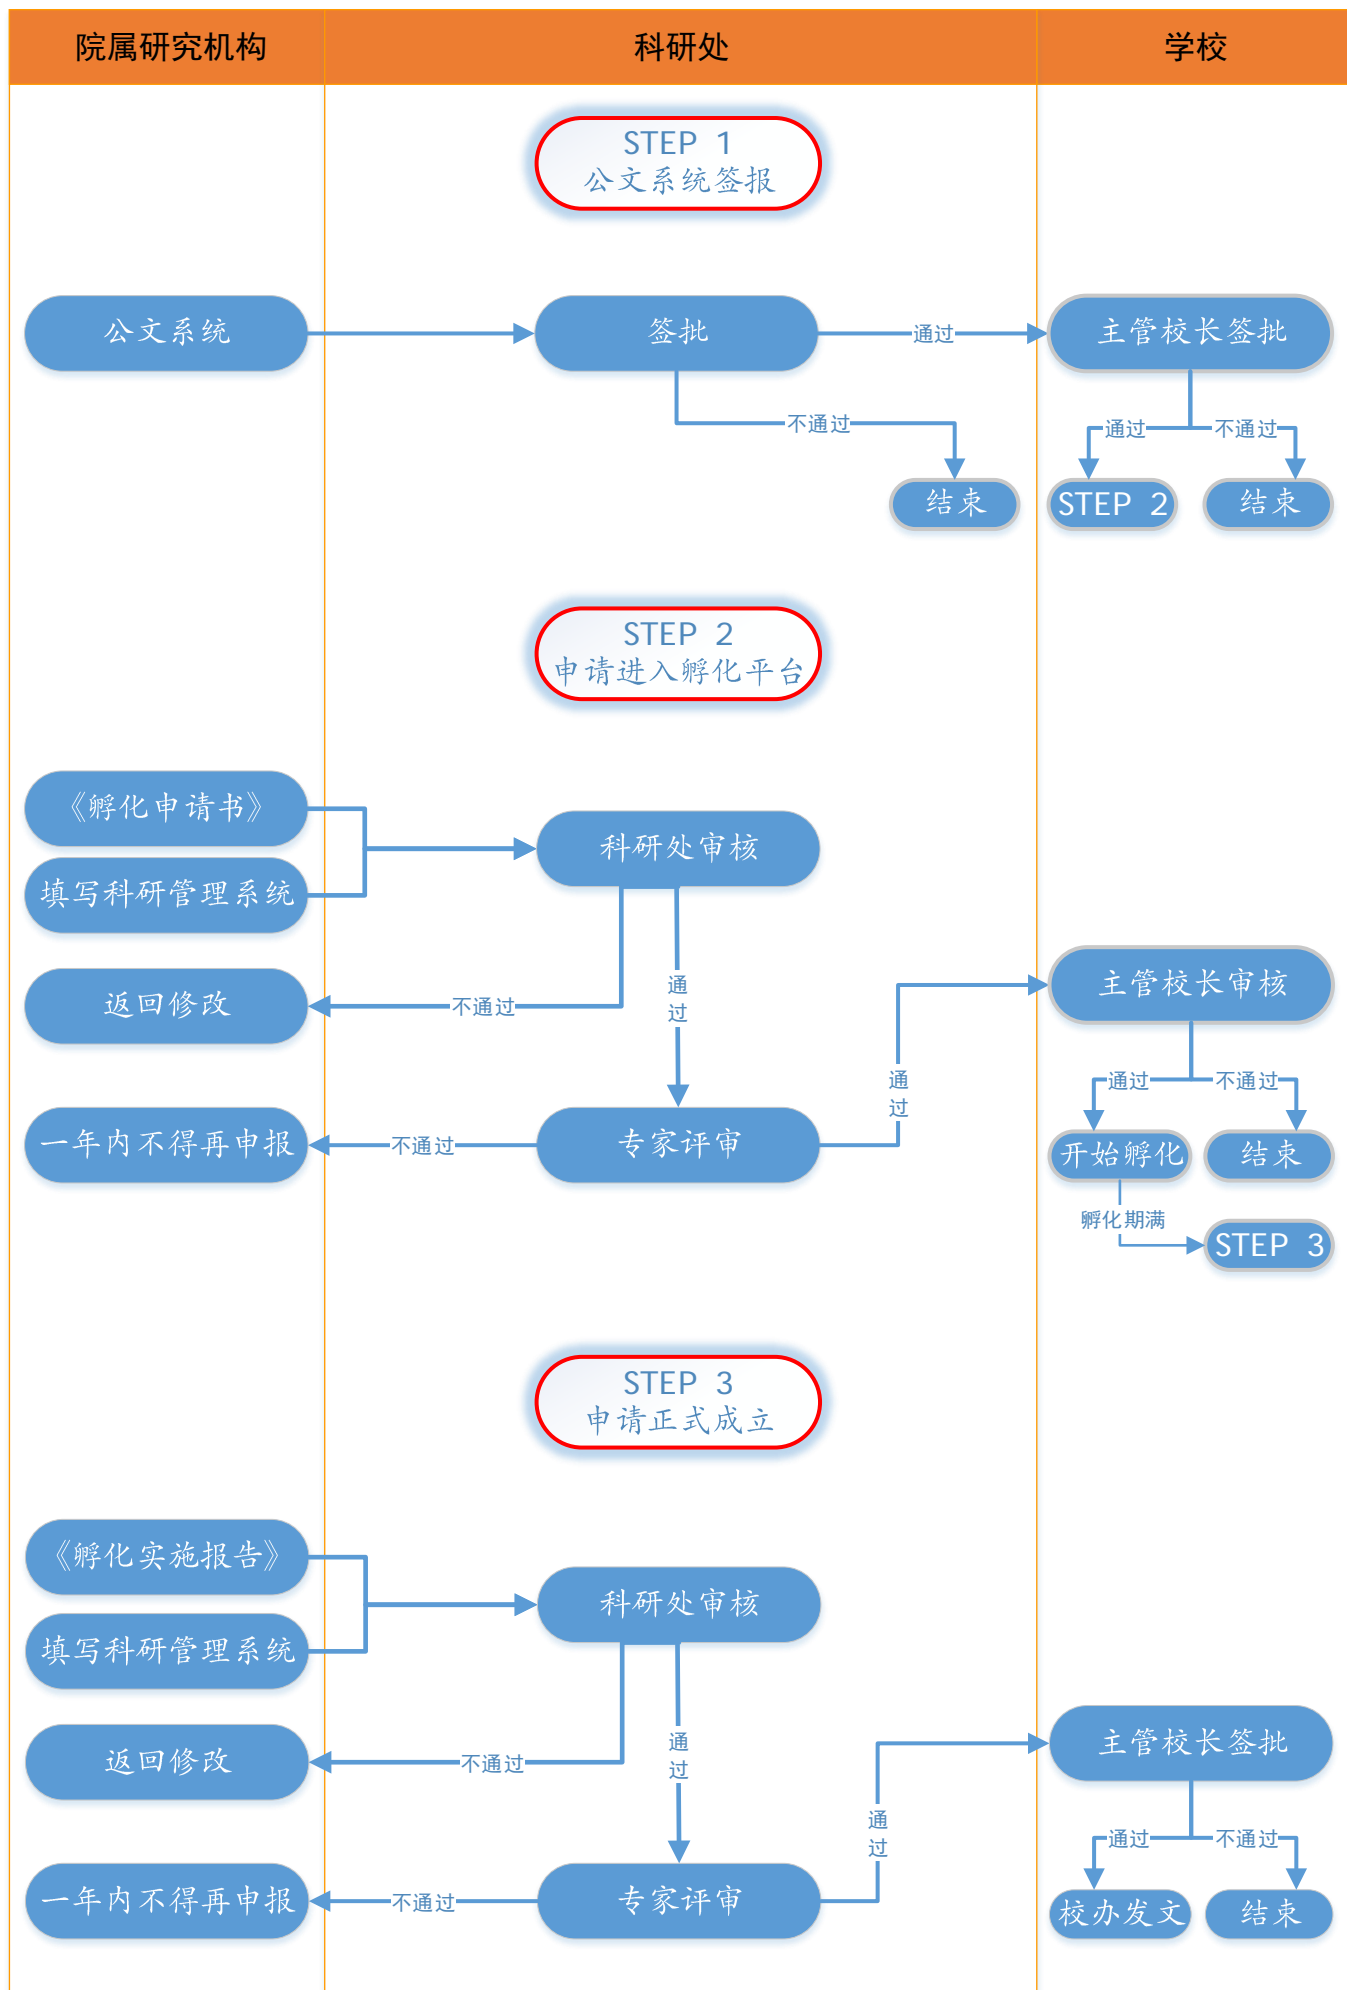 院属研究机构
科研处
学校
STEP 1
公文系统签报
公文系统
签批
通过
主管校长签批
不通过
通过
不通过
结束
STEP 2
结束
STEP 2
申请进入孵化平台
《孵化申请书》
科研处审核
填写科研管理系统
主管校长审核
返回修改
不通过
通
过
通过
不通过
通
过
一年内不得再申报
不通过
专家评审
开始孵化
结束
孵化期满
STEP 3
STEP 3
申请正式成立
《孵化实施报告》
科研处审核
填写科研管理系统
主管校长签批
返回修改
不通过
通
过
通
过
通过
不通过
一年内不得再申报
不通过
专家评审
校办发文
结束